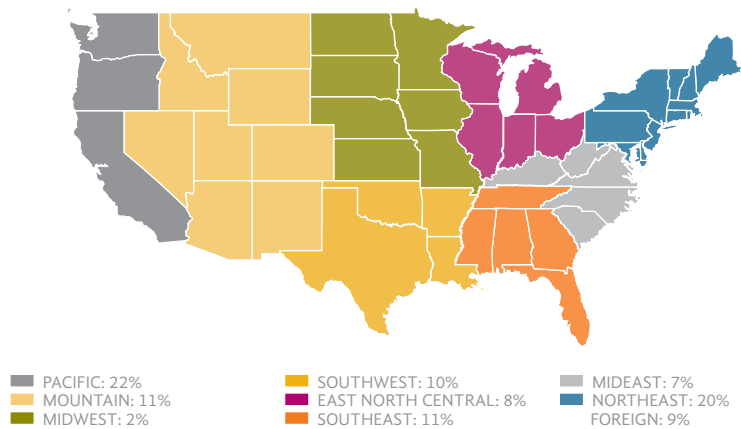 PACIFIC: 22%
MOUNTAIN: 11%
MIDWEST: 2%
SOUTHWEST: 10%
EAST NORTH CENTRAL: 8%
SOUTHEAST: 11%
MIDEAST: 7%
NORTHEAST: 20%
FOREIGN: 9%